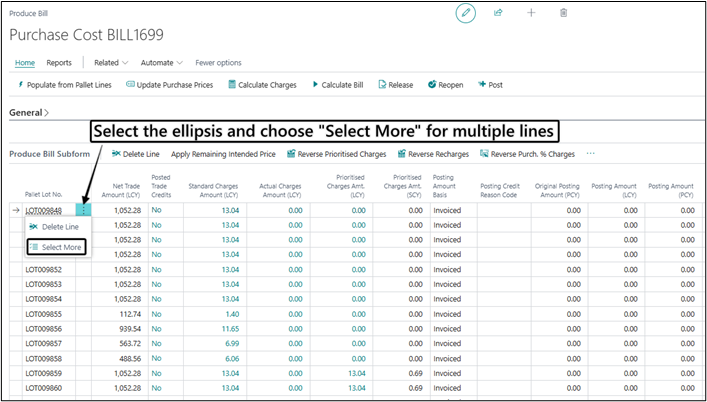 Produce Bill
Purchase Cost BILL1699
Home Reports Related Automate Fewer options
Populate from Pallet Lines Update Purchase Prices Calculate Charges Calculate Bill Release Reopen Post
General
Select the ellipsis and choose "Select More" for multiple lines
Produce Bill Subform Delete Line Apply Remaining Intended Price Reverse Prioritised Charges Reverse Recharges Reverse Purch. % Charges ...
Pallet Lot No. Net Trade Amount (LCY) Posted Trade Credits Standard Charges Amount (LCY) Actual Charges Amount (LCY) Prioritised Charges Amt. (LCY) Prioritised Charges Amt. (SCY) Posting Amount Basis Posting Credit Reason Code Original Posting Amount (PCY) Posting Amount (LCY) Posting Amount (PCY)
LOT009848 1,052.28 No 13.04 0.00 0.00 0.00 Invoiced 0.00 0.00 0.00
Delete Line 1,052.28 No 13.04 0.00 0.00 0.00 Invoiced 0.00 0.00 0.00
1,052.28 No 13.04 0.00 0.00 0.00 Invoiced 0.00 0.00 0.00
Select More 1,052.28 No 13.04 0.00 0.00 0.00 Invoiced 0.00 0.00 0.00
LOT009852 1,052.28 No 13.04 0.00 0.00 0.00 Invoiced 0.00 0.00 0.00
LOT009853 1,052.28 No 13.04 0.00 0.00 0.00 Invoiced 0.00 0.00 0.00
LOT009854 1,052.28 No 13.04 0.00 0.00 0.00 Invoiced 0.00 0.00 0.00
LOT009855 112.74 No 1.40 0.00 0.00 0.00 Invoiced 0.00 0.00 0.00
LOT009856 939.54 No 11.65 0.00 0.00 0.00 Invoiced 0.00 0.00 0.00
LOT009857 563.72 No 6.99 0.00 0.00 0.00 Invoiced 0.00 0.00 0.00
LOT009858 488.56 No 6.06 0.00 0.00 0.00 Invoiced 0.00 0.00 0.00
LOT009859 1,052.28 No 13.04 0.00 13.04 0.69 Invoiced 0.00 0.00 0.00
LOT009860 1,052.28 No 13.04 0.00 13.04 0.69 Invoiced 0.00 0.00 0.00